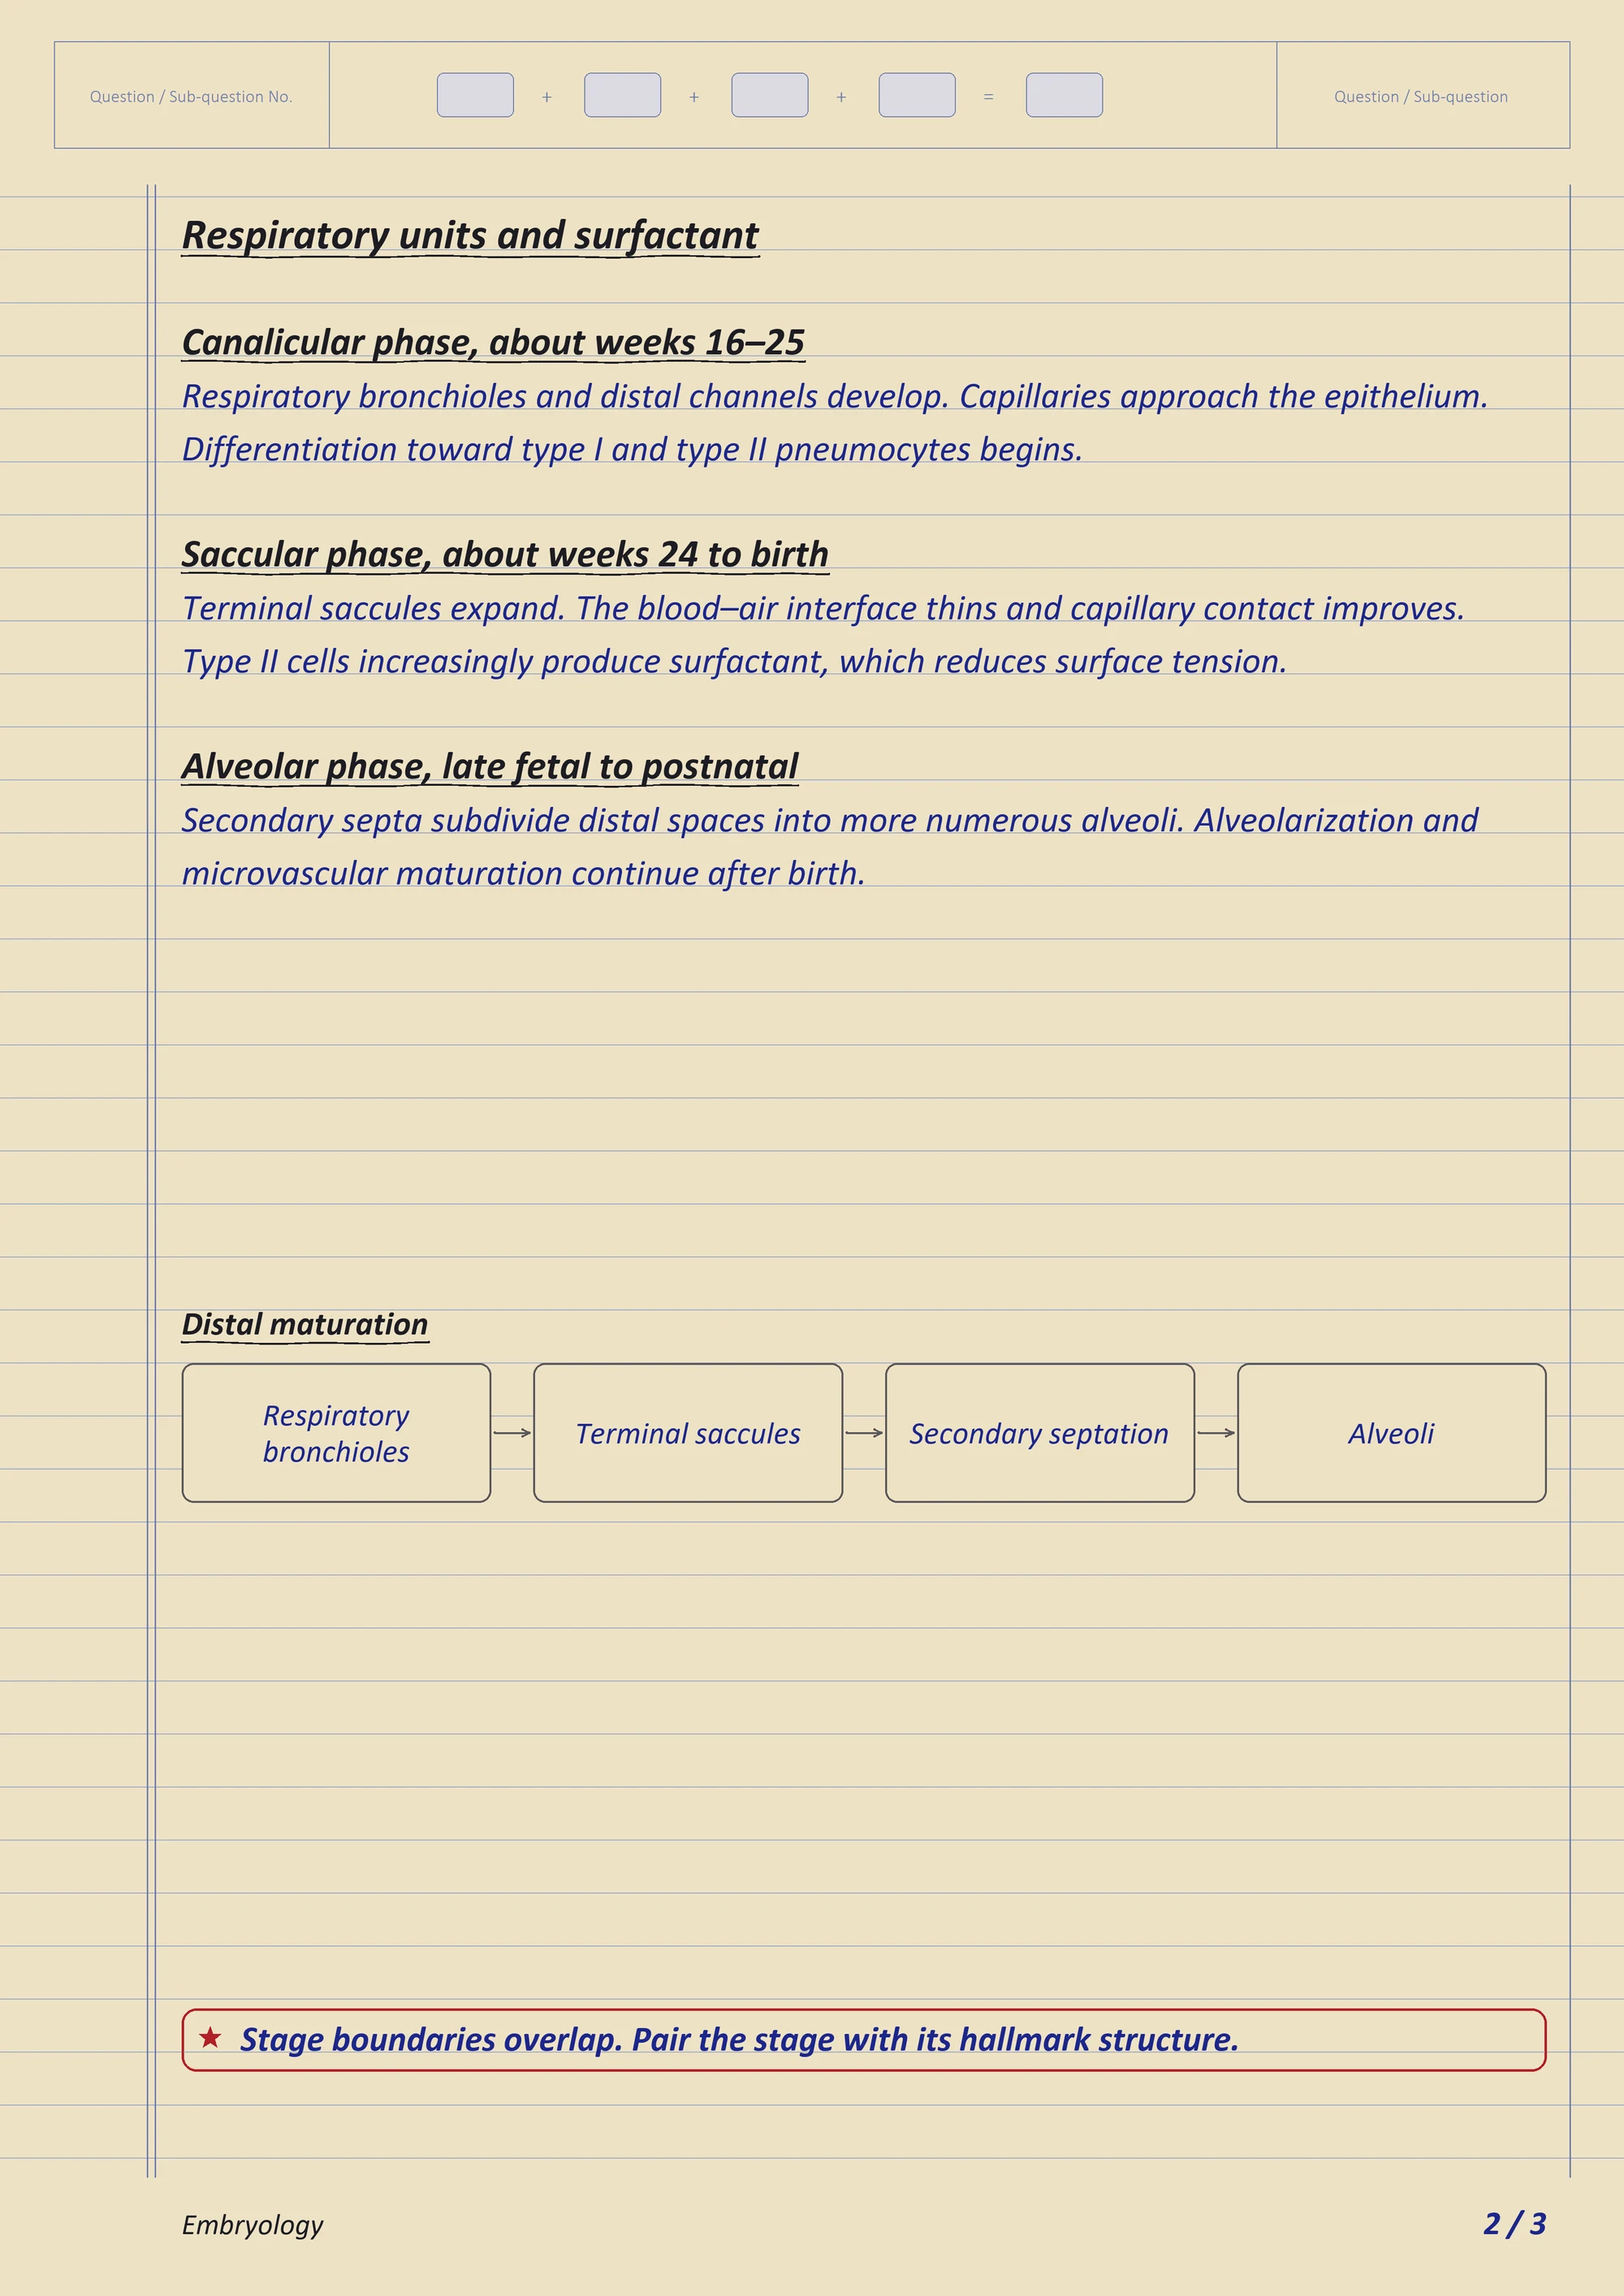 Question / Sub-question No.
+ + + =
Question / Sub-question
Respiratory units and surfactant
Canalicular phase, about weeks 16–25
Respiratory bronchioles and distal channels develop. Capillaries approach the epithelium.
Differentiation toward type I and type II pneumocytes begins.
Saccular phase, about weeks 24 to birth
Terminal saccules expand. The blood–air interface thins and capillary contact improves.
Type II cells increasingly produce surfactant, which reduces surface tension.
Alveolar phase, late fetal to postnatal
Secondary septa subdivide distal spaces into more numerous alveoli. Alveolarization and
microvascular maturation continue after birth.
Distal maturation
Respiratory
bronchioles
Terminal saccules
Secondary septation
Alveoli
★ Stage boundaries overlap. Pair the stage with its hallmark structure.
Embryology
2 / 3